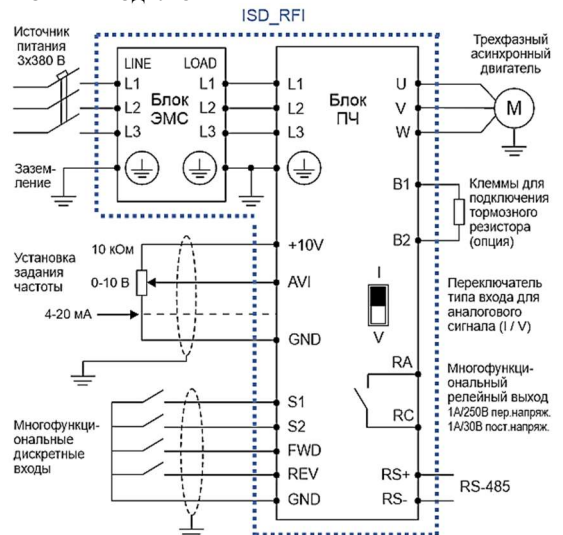 ISD_RFI
Источник
питания
3x380 В
LINE
LOAD
L1
L2
L3
Блок
ЭМС
L1
L2
L3
L1
L2
L3
Блок
ПЧ
U
V
W
Трехфазный
асинхронный
двигатель
M
Зазем-
ление
B1
B2
Клеммы для
подключения
тормозного
резистора
(опция)
Установка
задания
частоты
10 кОм
0-10 В
4-20 мА
+10V
AVI
GND
I
V
Переключатель
типа входа для
аналогового
сигнала (I / V)
RA
RC
Многофункци-
ональный
релейный выход
1А/250В пер.напряж.
1А/30В пост.напряж.
Многофункци-
ональные
дискретные
входы
S1
S2
FWD
REV
GND
RS+
RS-
RS-485